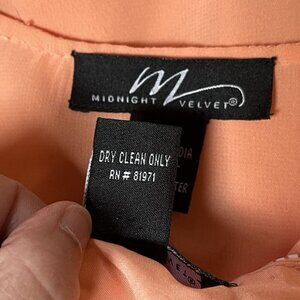 m
MIDNIGHT VELVET®
DRY CLEAN ONLY
RN # 81971